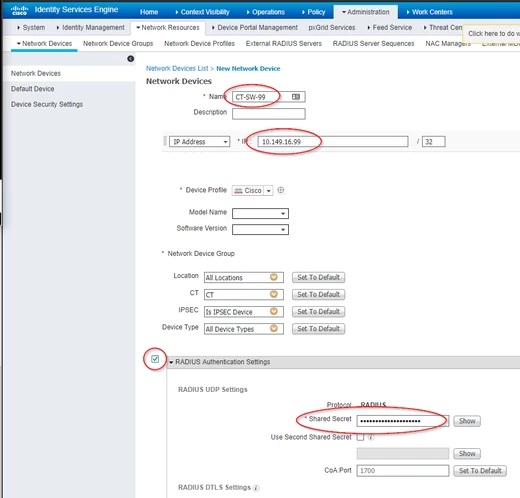 cisco Identity Services Engine Home Context Visibility Operations Policy Administration Work Centers
System Identity Management Network Resources Device Portal Management pxGrid Services Feed Service Threat Cen Click here to do w
Network Devices Network Device Groups Network Device Profiles External RADIUS Servers RADIUS Server Sequences NAC Managers External MD
Network Devices
Default Device
Device Security Settings
Network Devices List > New Network Device
Network Devices
* Name CT-SW-99
Description
IP Address * IP : 10.149.16.99 / 32
* Device Profile Cisco
Model Name
Software Version
* Network Device Group
Location All Locations Set To Default
CT CT Set To Default
IPSEC Is IPSEC Device Set To Default
Device Type All Device Types Set To Default
RADIUS Authentication Settings
RADIUS UDP Settings
Protocol RADIUS
* Shared Secret •••••••••••••••••••• Show
Use Second Shared Secret
Show
CoA Port 1700 Set To Default
RADIUS DTLS Settings